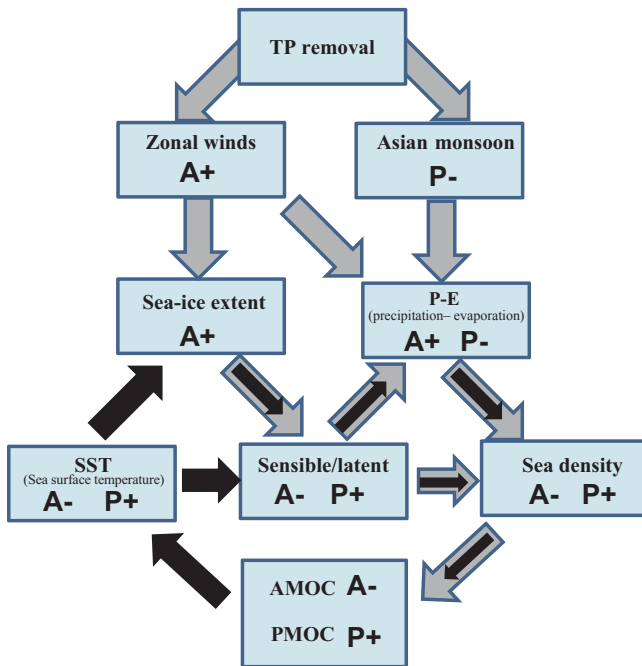 TP removal
Zonal winds
A+
Asian monsoon
P-
Sea-ice extent
A+
P-E
(precipitation– evaporation)
A+ P-
SST
(Sea surface temperature)
A- P+
Sensible/latent
A- P+
Sea density
A- P+
AMOC A-
PMOC P+